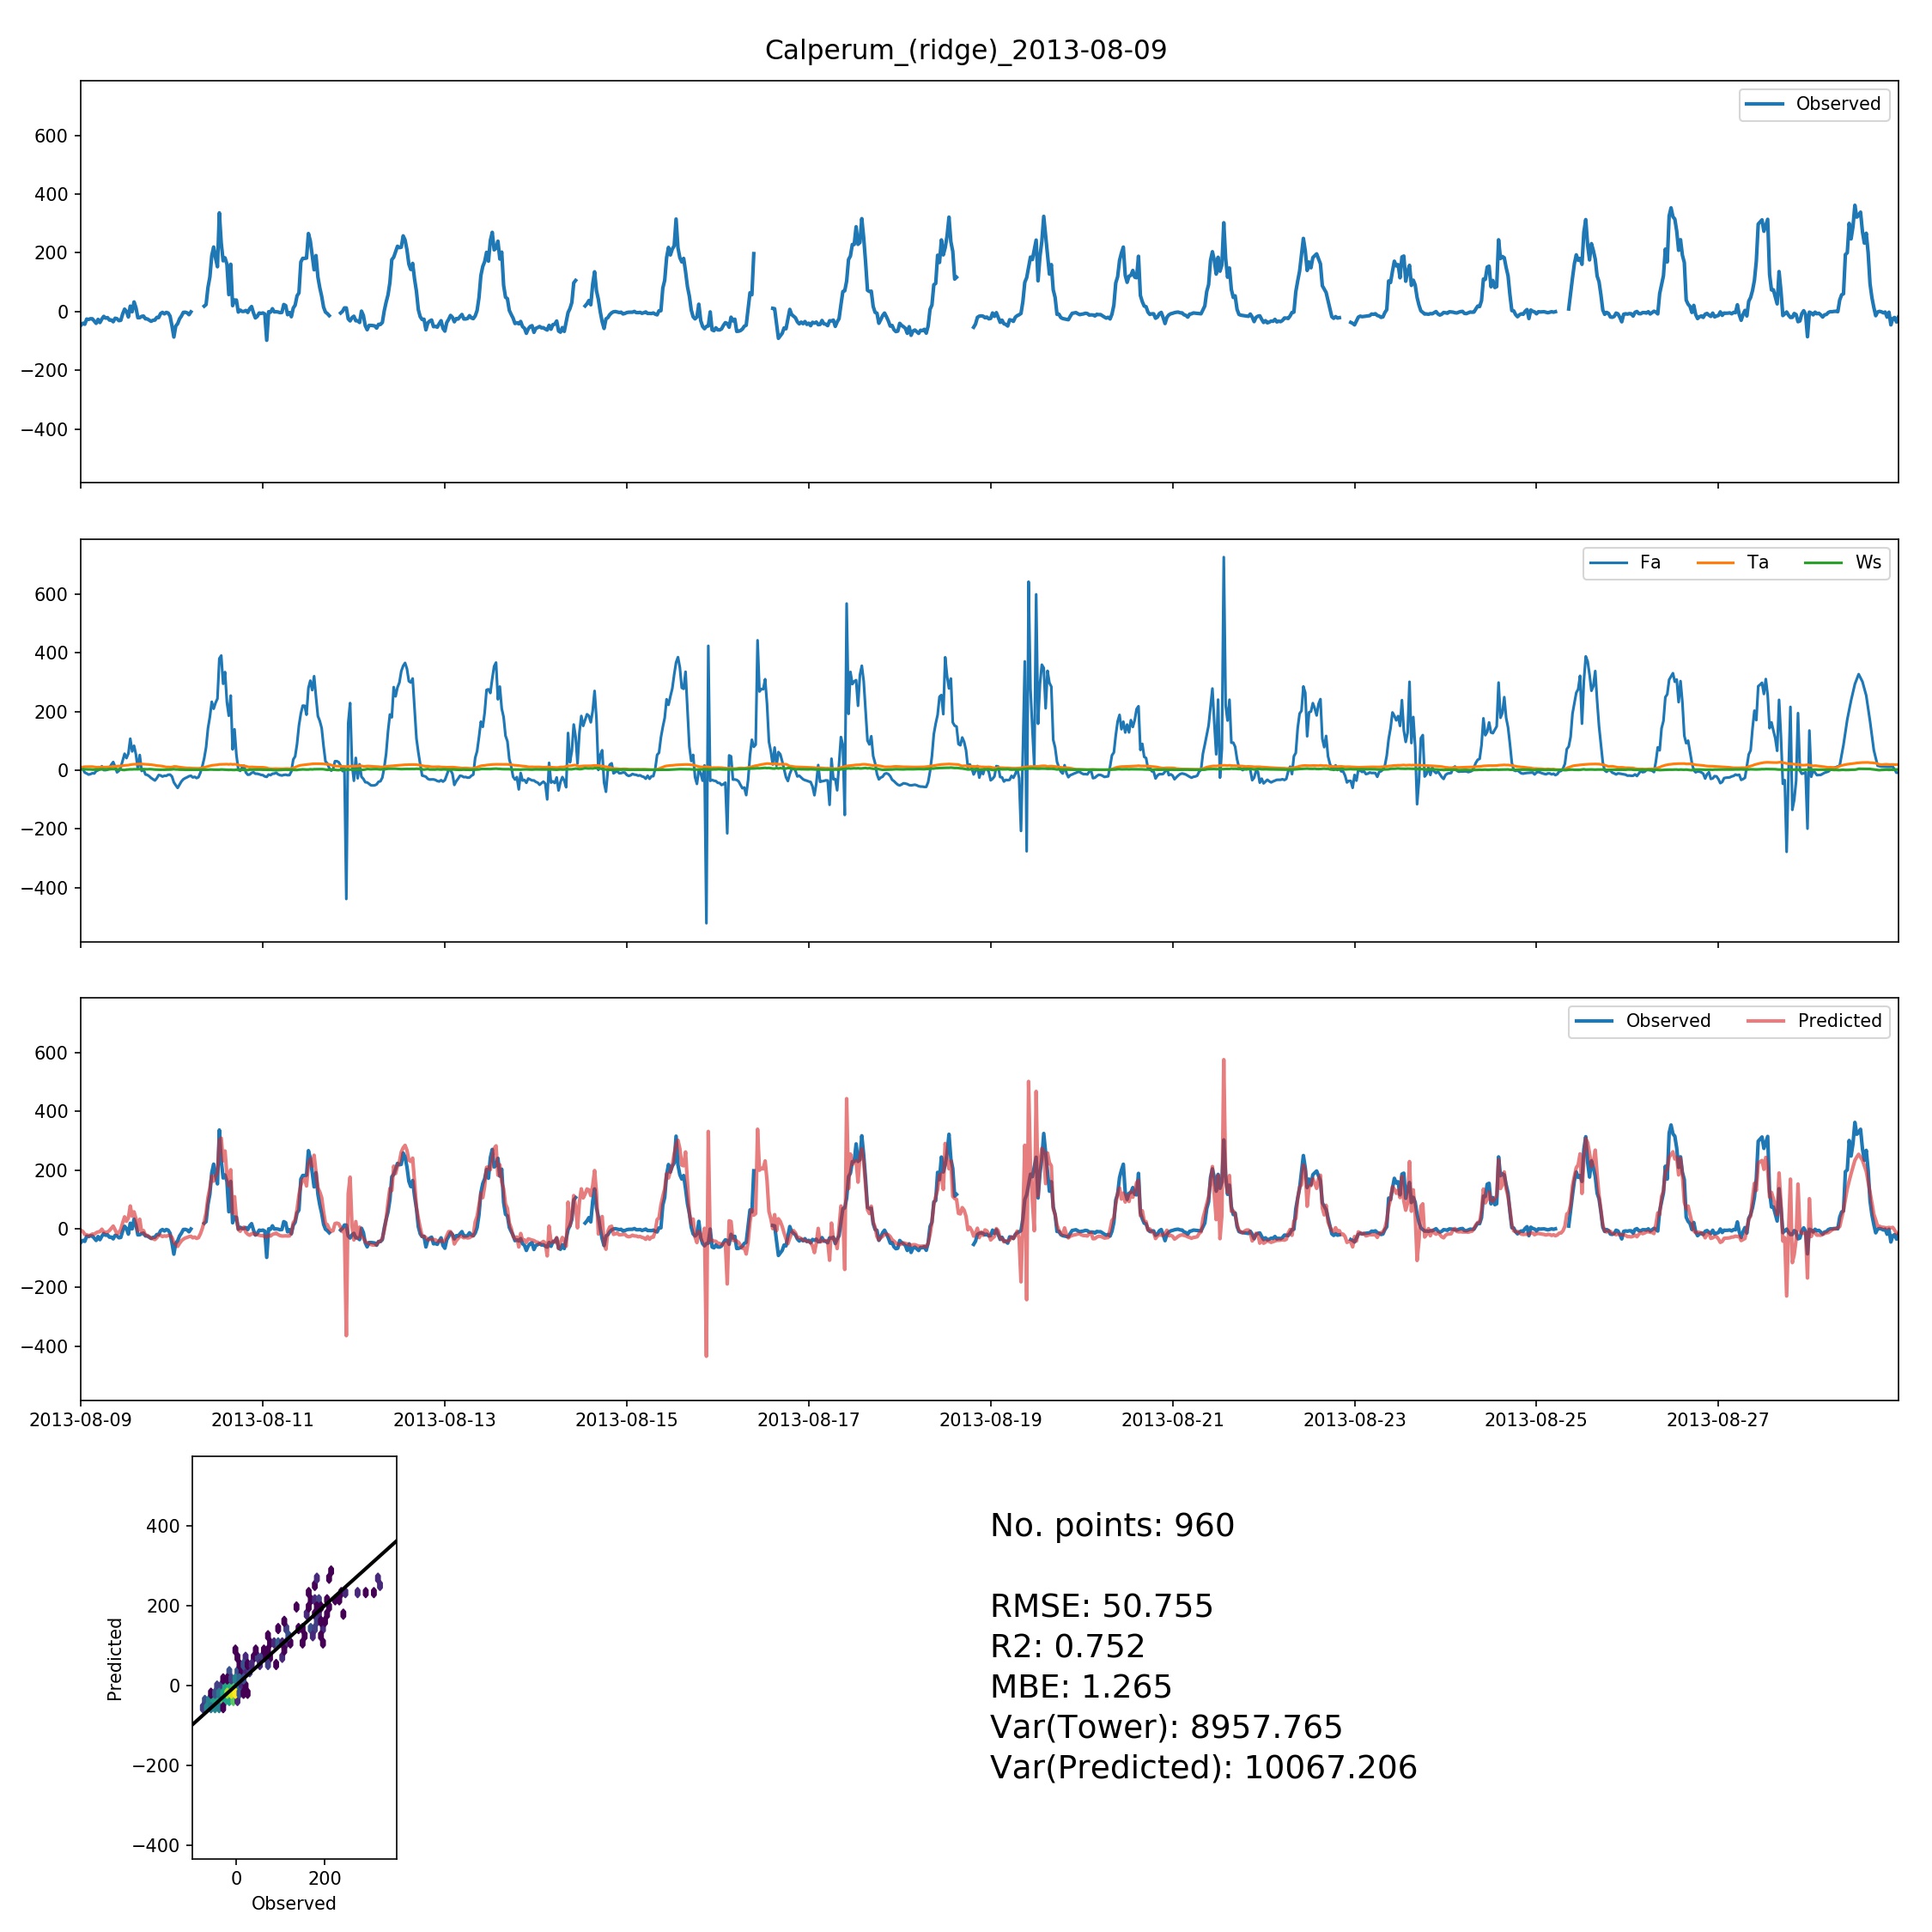 Calperum_(ridge)_2013-08-09
Observed
600
400
200
0
−200
−400
Fa Ta Ws
600
400
200
0
−200
−400
Observed Predicted
600
400
200
0
−200
−400
2013-08-09 2013-08-11 2013-08-13 2013-08-15 2013-08-17 2013-08-19 2013-08-21 2013-08-23 2013-08-25 2013-08-27
400
200
0
−200
−400
Predicted
0 200
Observed
No. points: 960
RMSE: 50.755
R2: 0.752
MBE: 1.265
Var(Tower): 8957.765
Var(Predicted): 10067.206